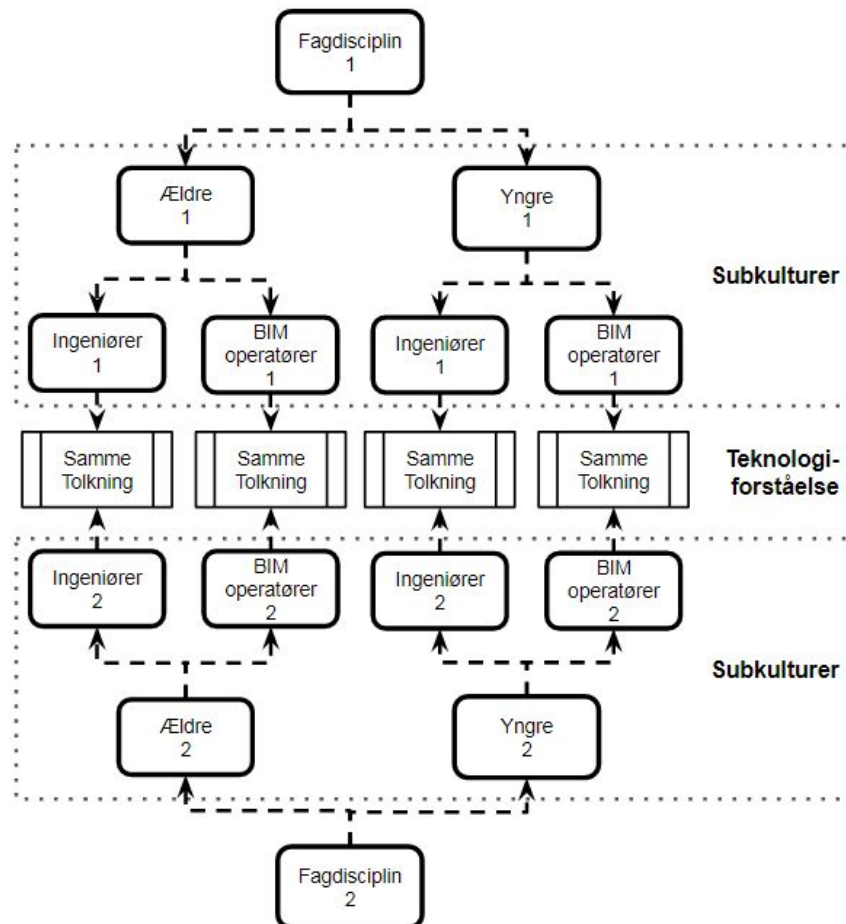 Fagdisciplin
1
Ældre
1
Yngre
1
Subkulturer
Ingeniører
1
BIM
operatører
1
Ingeniører
1
BIM
operatører
1
Samme
Tolkning
Samme
Tolkning
Samme
Tolkning
Samme
Tolkning
Teknologi-
forståelse
Ingeniører
2
BIM
operatører
2
Ingeniører
2
BIM
operatører
2
Subkulturer
Ældre
2
Yngre
2
Fagdisciplin
2